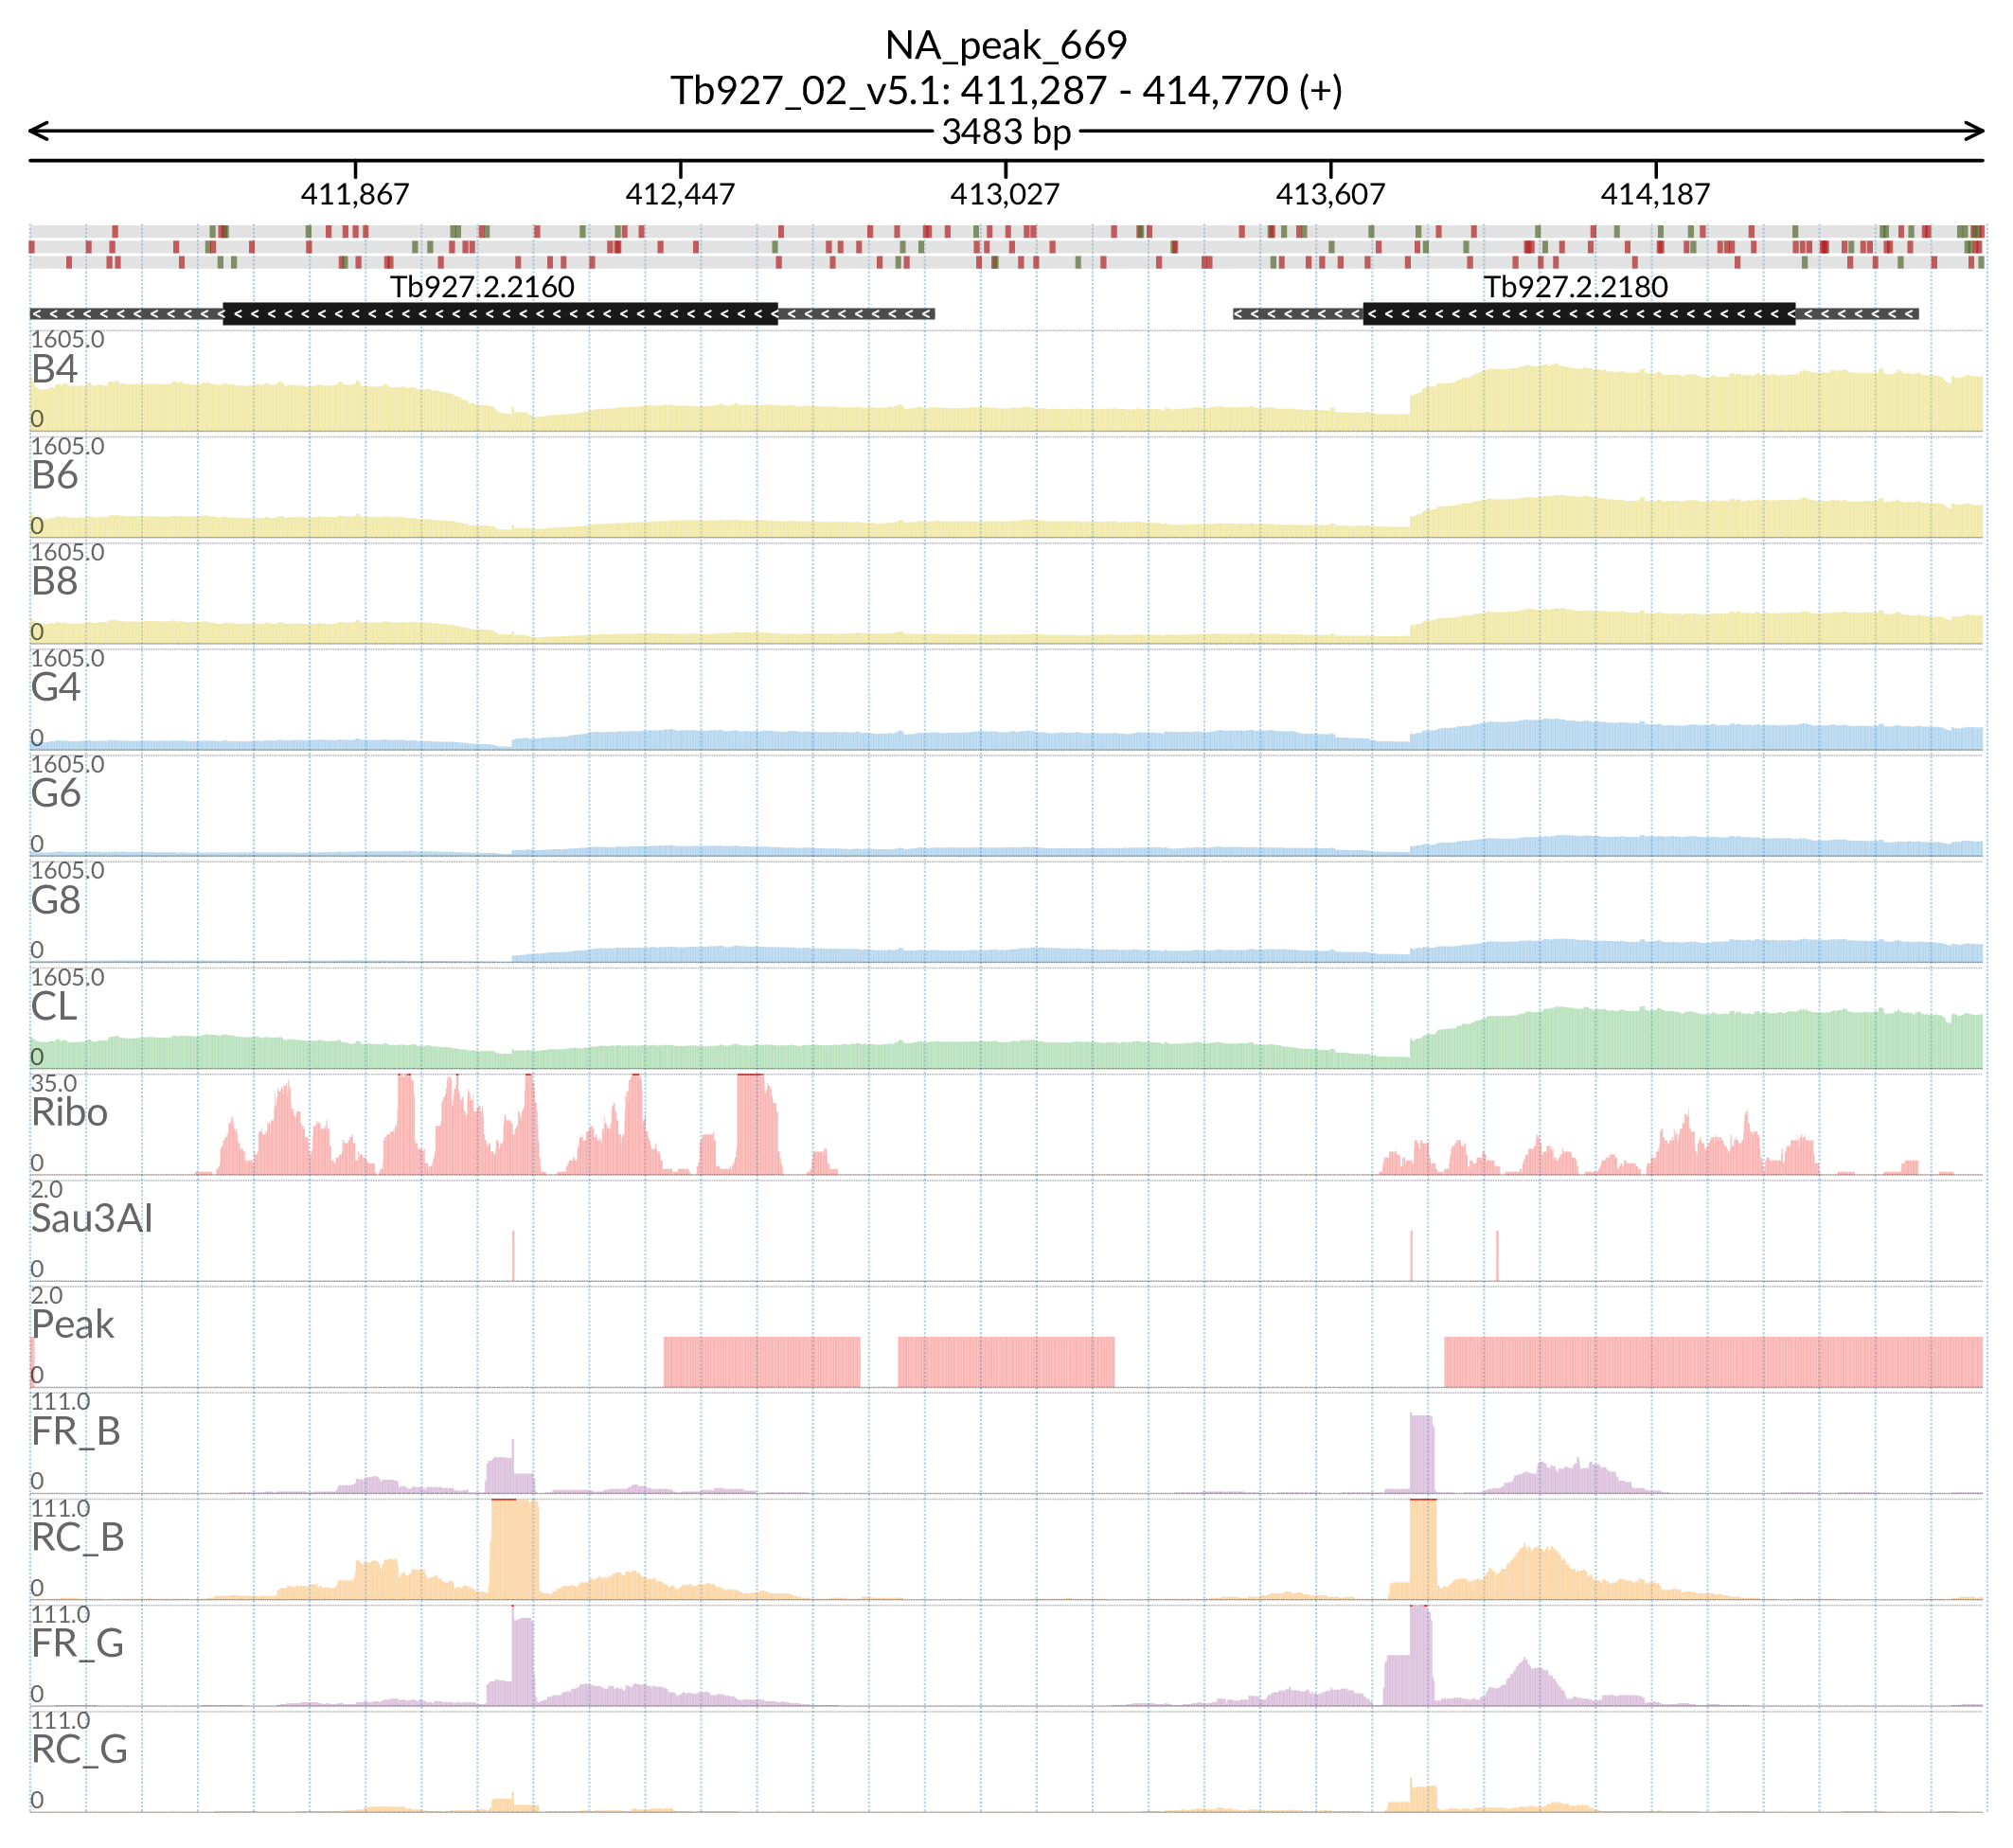 NA_peak_669
Tb927_02_v5.1: 411,287 - 414,770 (+)
3483 bp
411,867 412,447 413,027 413,607 414,187
Tb927.2.2160 Tb927.2.2180
1605.0
B4
0
1605.0
B6
0
1605.0
B8
0
1605.0
G4
0
1605.0
G6
0
1605.0
G8
0
1605.0
CL
0
35.0
Ribo
0
2.0
Sau3AI
0
2.0
Peak
0
111.0
FR_B
0
111.0
RC_B
0
111.0
FR_G
0
111.0
RC_G
0